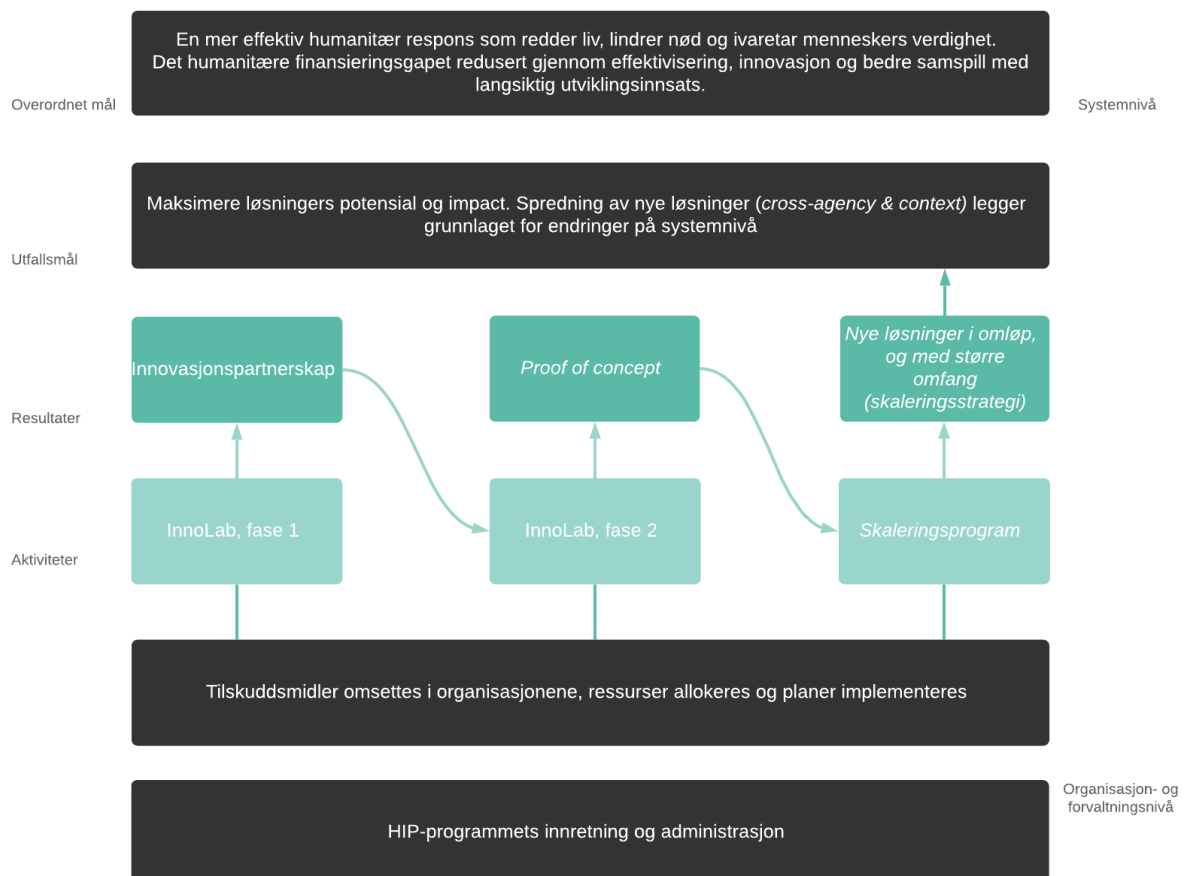 En mer effektiv humanitær respons som redder liv, lindrer nød og ivaretar menneskers verdighet.
Det humanitære finansieringsgapet redusert gjennom effektivisering, innovasjon og bedre samspill med
langsiktig utviklingsinnsats.
Overordnet mål
Systemnivå
Maksimere løsningers potensial og impact. Spredning av nye løsninger (cross-agency & context) legger
grunnlaget for endringer på systemnivå
Utfallsmål
Innovasjonspartnerskap
Proof of concept
Nye løsninger i omløp,
og med større
omfang
(skaleringsstrategi)
Resultater
InnoLab, fase 1
InnoLab, fase 2
Skaleringsprogram
Aktiviteter
Tilskuddsmidler omsettes i organisasjonene, ressurser allokeres og planer implementeres
Organisasjon- og
forvaltningsnivå
HIP-programmets innretning og administrasjon